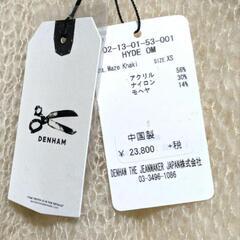 DENHAM
02-13-01-53-001
HYDE OM
Maze Khaki
SIZE XS
アクリル 56%
ナイロン 30%
モヘヤ 14%
中国製
¥ 23,800 +税
DENHAM THE JEANMAKER JAPAN株式会社
03-3496-1086